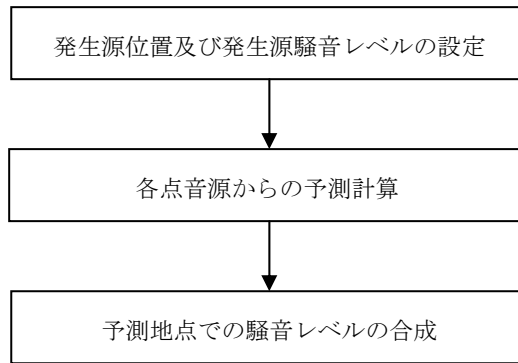 発生源位置及び発生源騒音レベルの設定
各点音源からの予測計算
予測地点での騒音レベルの合成